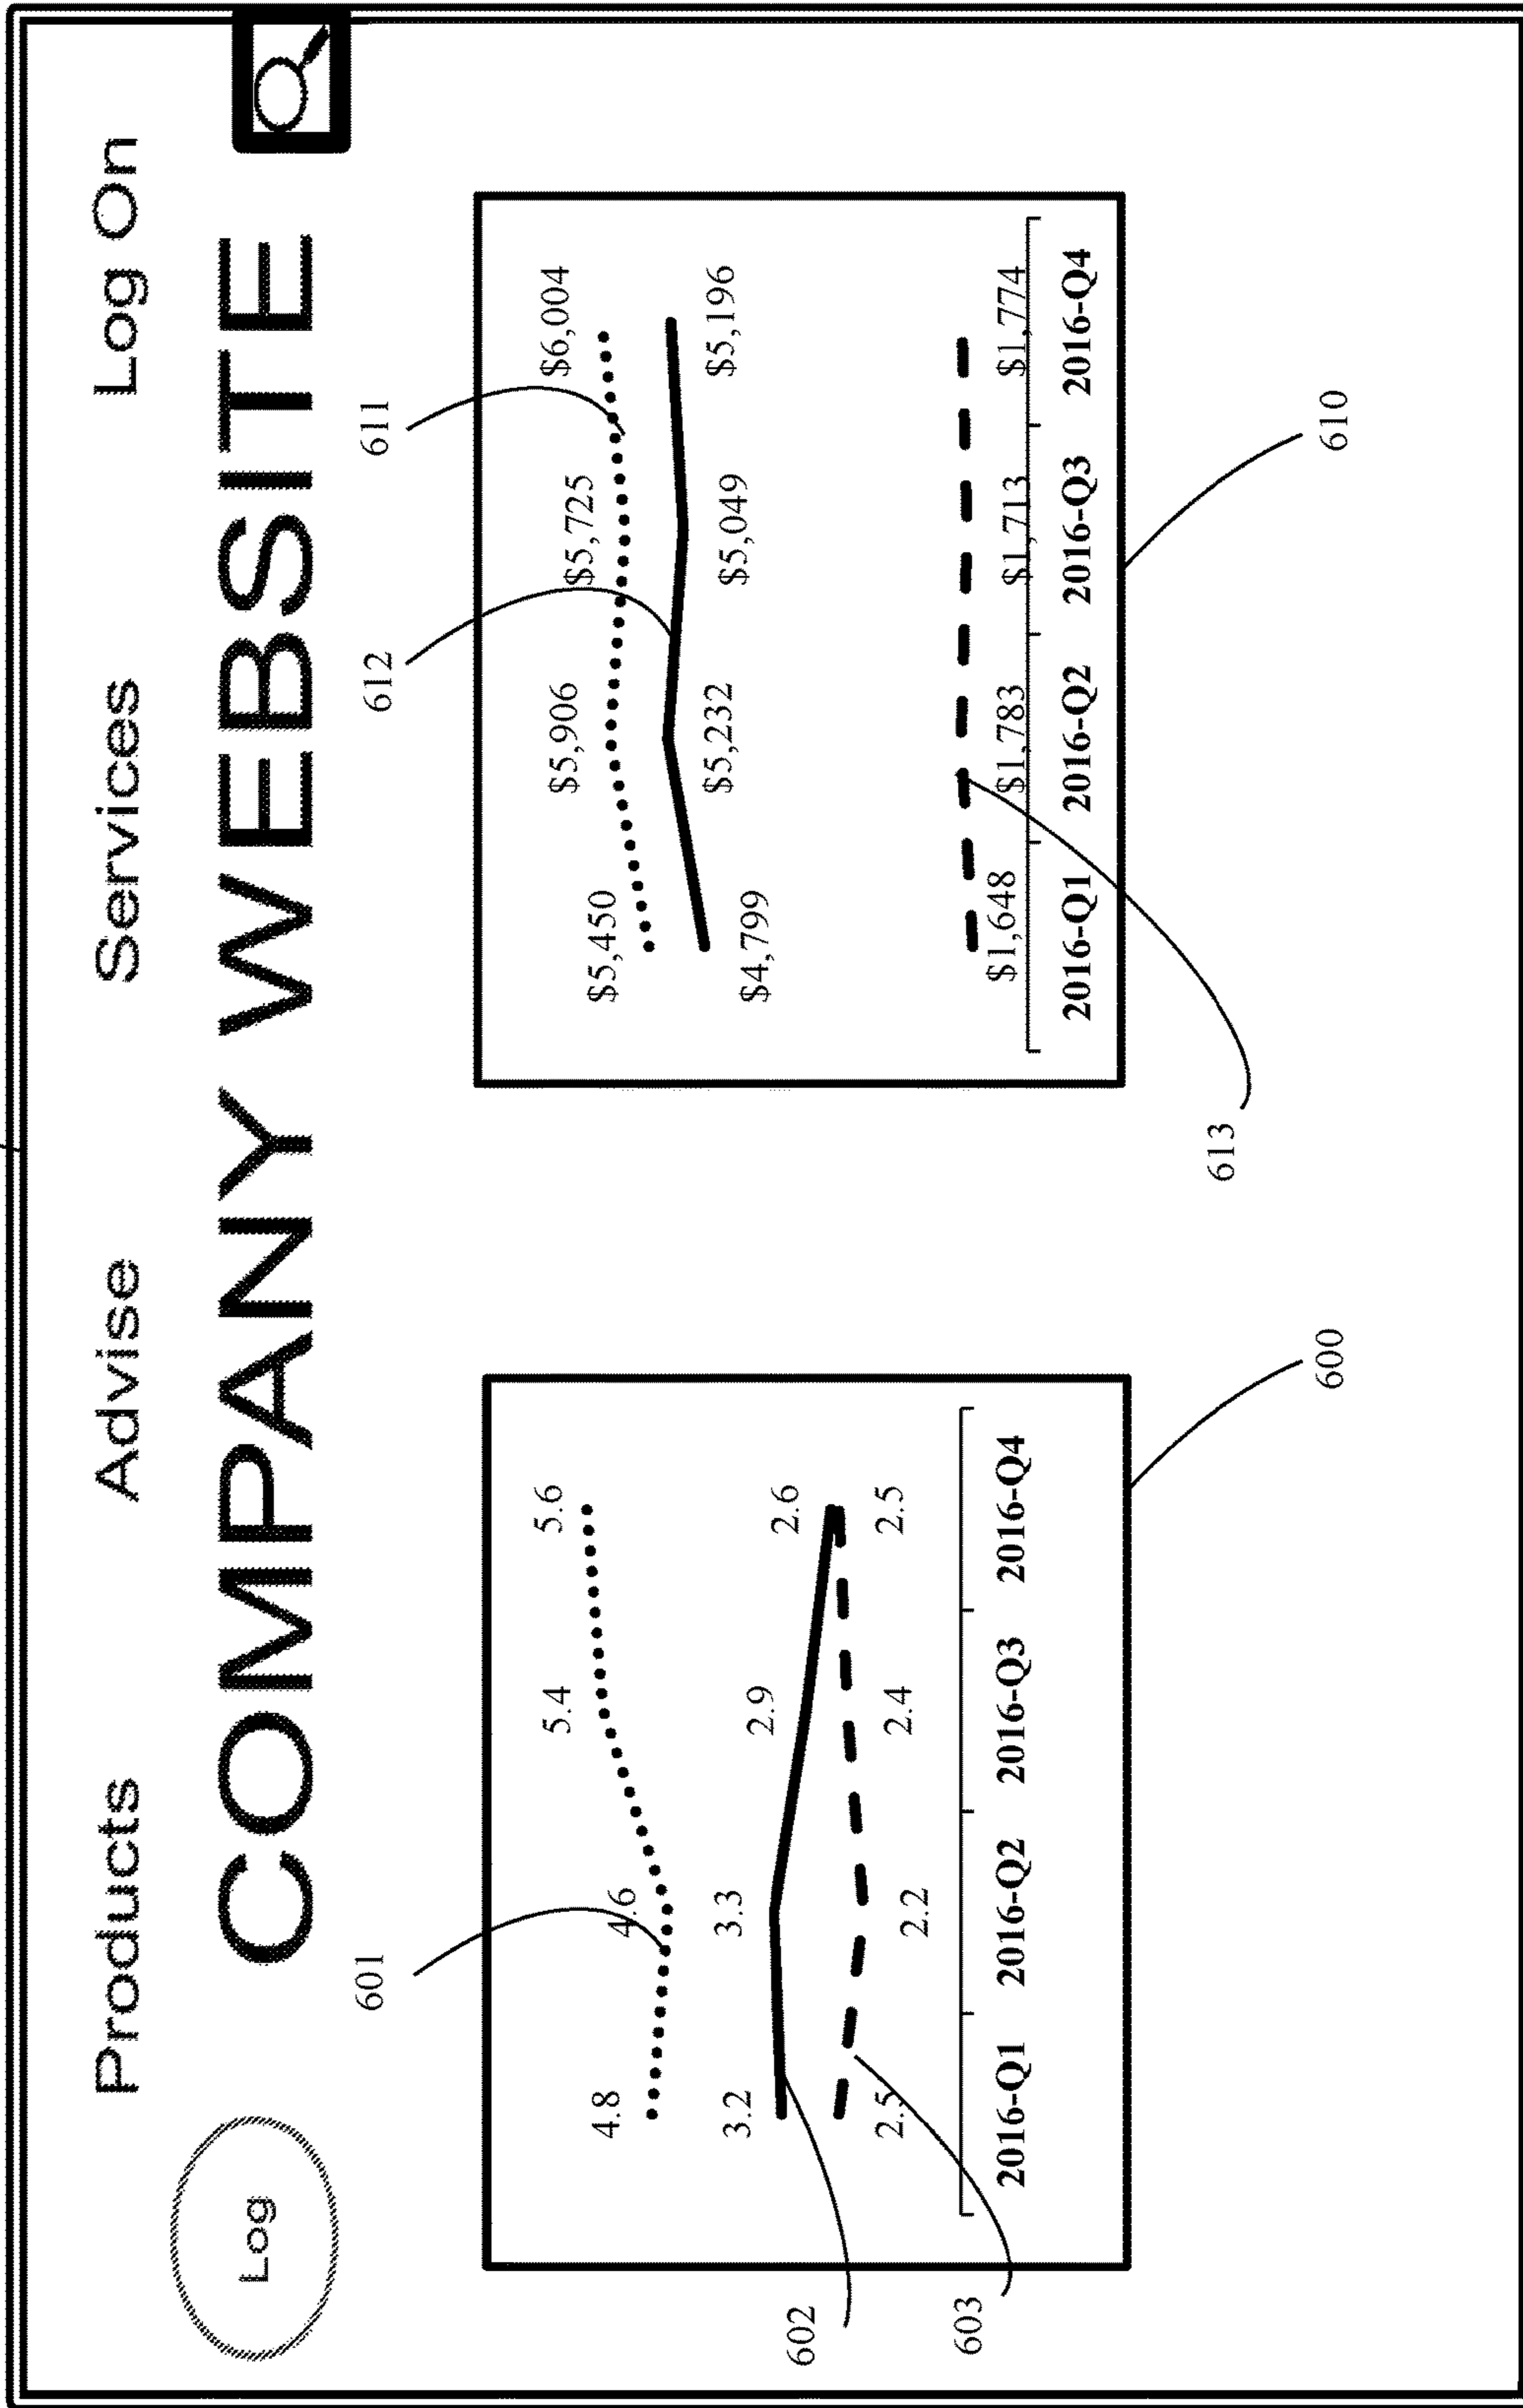 Products Advise Services Log On
Log COMPANY WEBSITE
601 612 611
4.8 4.6 5.4 5.6
3.2 3.3 2.9 2.6
2.5 2.2 2.4 2.5
2016-Q1 2016-Q2 2016-Q3 2016-Q4
602
603
600
$5,450 $5,906 $5,725 $6,004
$4,799 $5,232 $5,049 $5,196
$1,648 $1,783 $1,713 $1,774
2016-Q1 2016-Q2 2016-Q3 2016-Q4
613
610